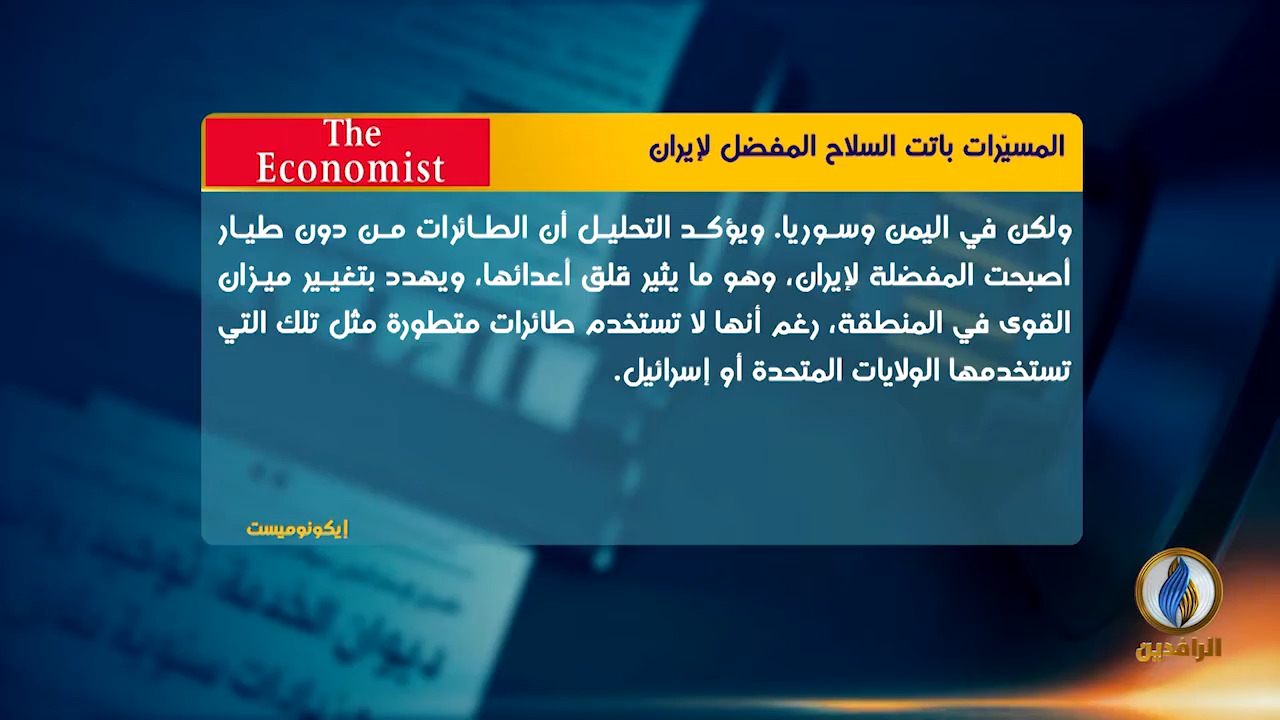 The
Economist
المسيّرات باتت السلاح المفضل لإيران
ولكن في اليمن وسوريا. ويؤكد التحليل أن الطائرات من دون طيار
أصبحت المفضلة لإيران، وهو ما يثير قلق أعدائها، ويهدد بتغيير ميزان
القوى في المنطقة، رغم أنها لا تستخدم طائرات متطورة مثل تلك التي
تستخدمها الولايات المتحدة أو إسرائيل.
إيكونوميست
ديوان الخدمة:
الرافدين